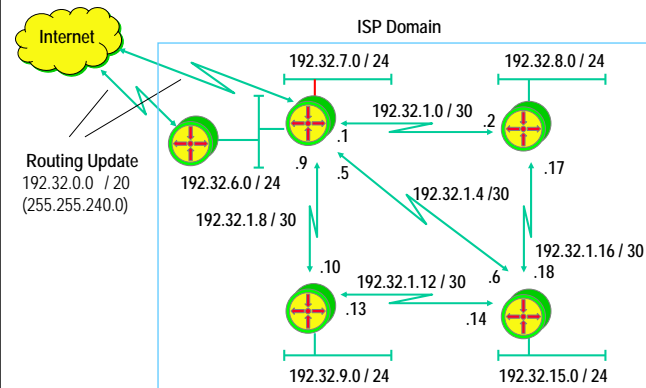 ISP Domain
Internet
192.32.7.0 / 24
192.32.8.0 / 24
192.32.1.0 / 30
.1
.2
Routing Update
192.32.0.0 / 20
(255.255.240.0)
192.32.6.0 / 24
.9
.5
.17
192.32.1.4 /30
192.32.1.8 / 30
192.32.1.16 / 30
.10
.6
.18
192.32.1.12 / 30
.13
.14
192.32.9.0 / 24
192.32.15.0 / 24